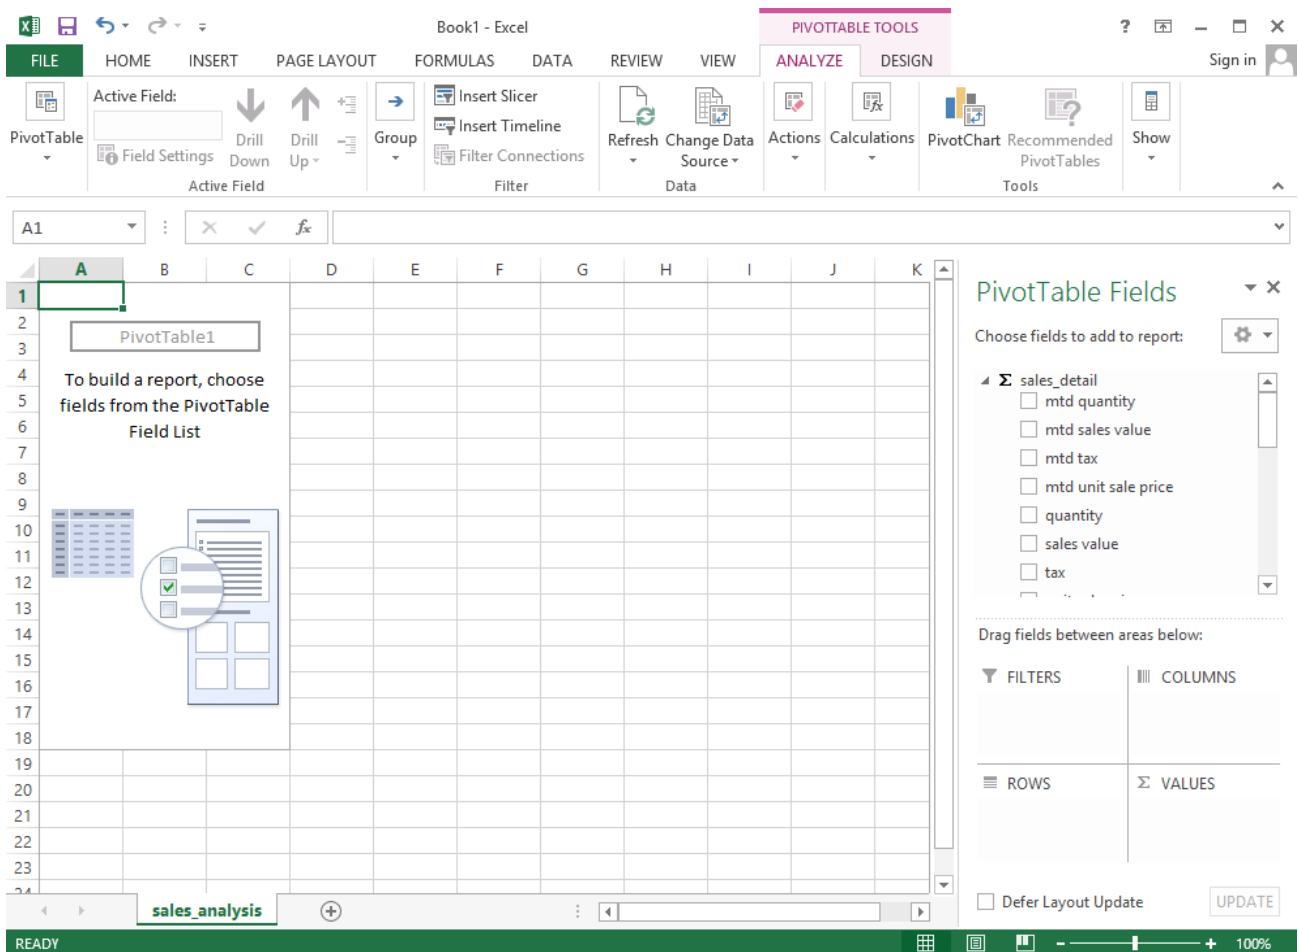 Book1 - Excel
PIVOTTABLE TOOLS
?
FILE HOME INSERT PAGE LAYOUT FORMULAS DATA REVIEW VIEW ANALYZE DESIGN Sign in
PivotTable
Active Field:
Field Settings
Drill Down
Drill Up
Active Field
Group
Insert Slicer
Insert Timeline
Filter Connections
Filter
Refresh
Change Data Source
Data
Actions
Calculations
PivotChart
Recommended PivotTables
Tools
Show
A1
fx
A B C D E F G H I J K
1
2
3
4
5
6
7
8
9
10
11
12
13
14
15
16
17
18
19
20
21
22
23
24
PivotTable1
To build a report, choose
fields from the PivotTable
Field List
PivotTable Fields
Choose fields to add to report:
Σ sales_detail
mtd quantity
mtd sales value
mtd tax
mtd unit sale price
quantity
sales value
tax
Drag fields between areas below:
FILTERS
COLUMNS
ROWS
Σ VALUES
Defer Layout Update
UPDATE
sales_analysis
READY
100%